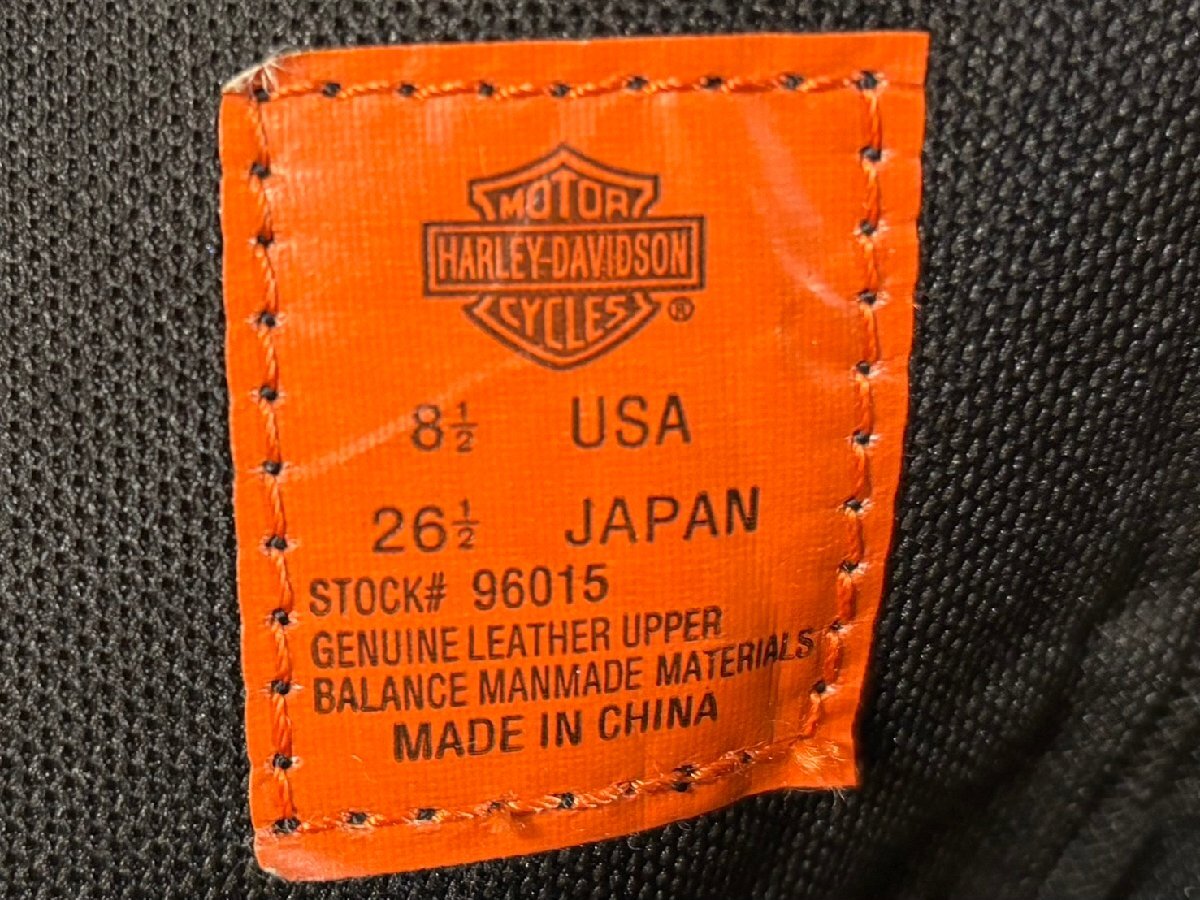 MOTOR
HARLEY-DAVIDSON
CYCLES ®
8½ USA
26½ JAPAN
STOCK# 96015
GENUINE LEATHER UPPER
BALANCE MANMADE MATERIALS
MADE IN CHINA